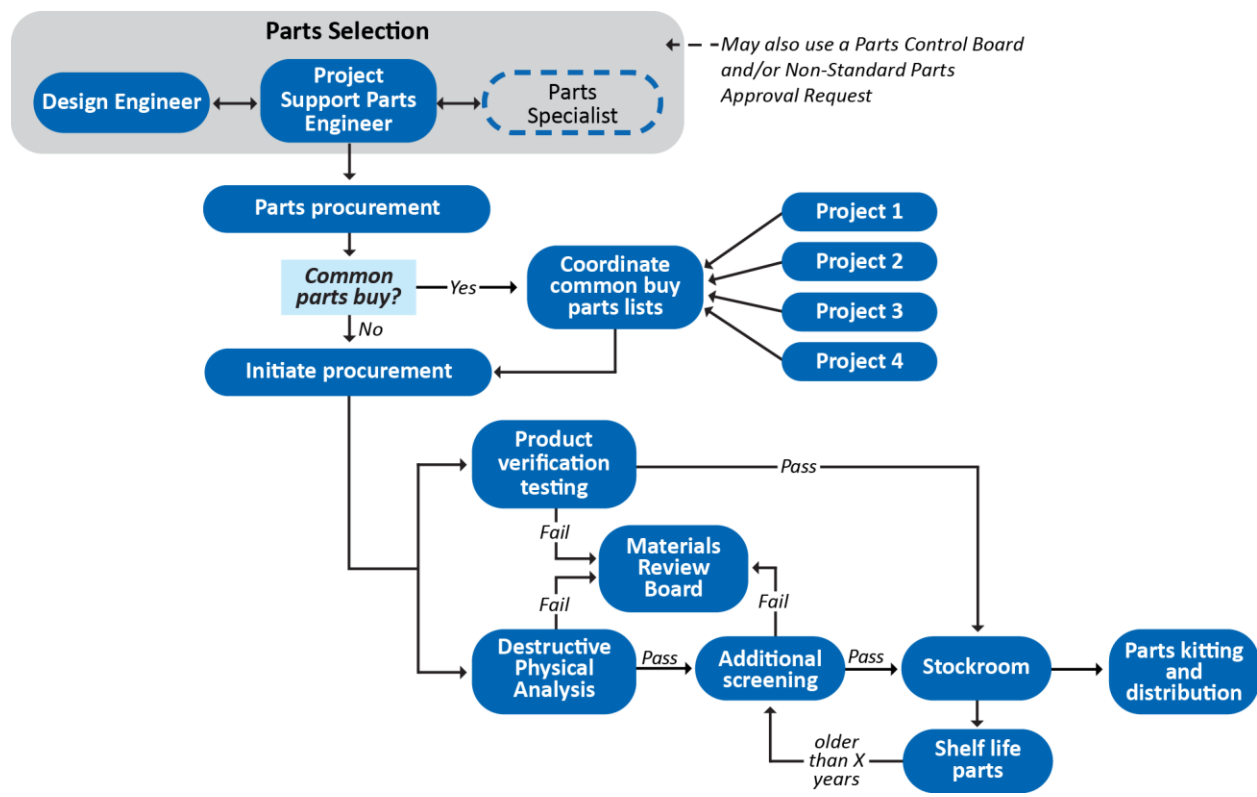 Parts Selection
May also use a Parts Control Board
and/or Non-Standard Parts
Approval Request
Design Engineer
Project
Support Parts
Engineer
Parts
Specialist
Parts procurement
Common
parts buy?
Yes
No
Coordinate
common buy
parts lists
Project 1
Project 2
Project 3
Project 4
Initiate procurement
Product
verification
testing
Pass
Fail
Materials
Review
Board
Fail
Fail
Destructive
Physical
Analysis
Pass
Additional
screening
Pass
Stockroom
Parts kitting
and
distribution
older
than X
years
Shelf life
parts